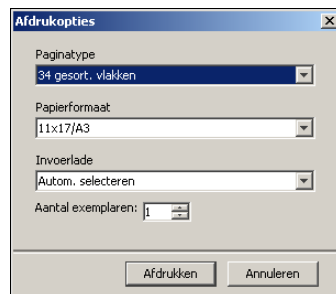 Afdrukopties
Paginatype
34 gesort. vlakken
Papierformaat
11x17/A3
Invoerlade
Autom. selecteren
Aantal exemplaren: 1
Afdrukken Annuleren